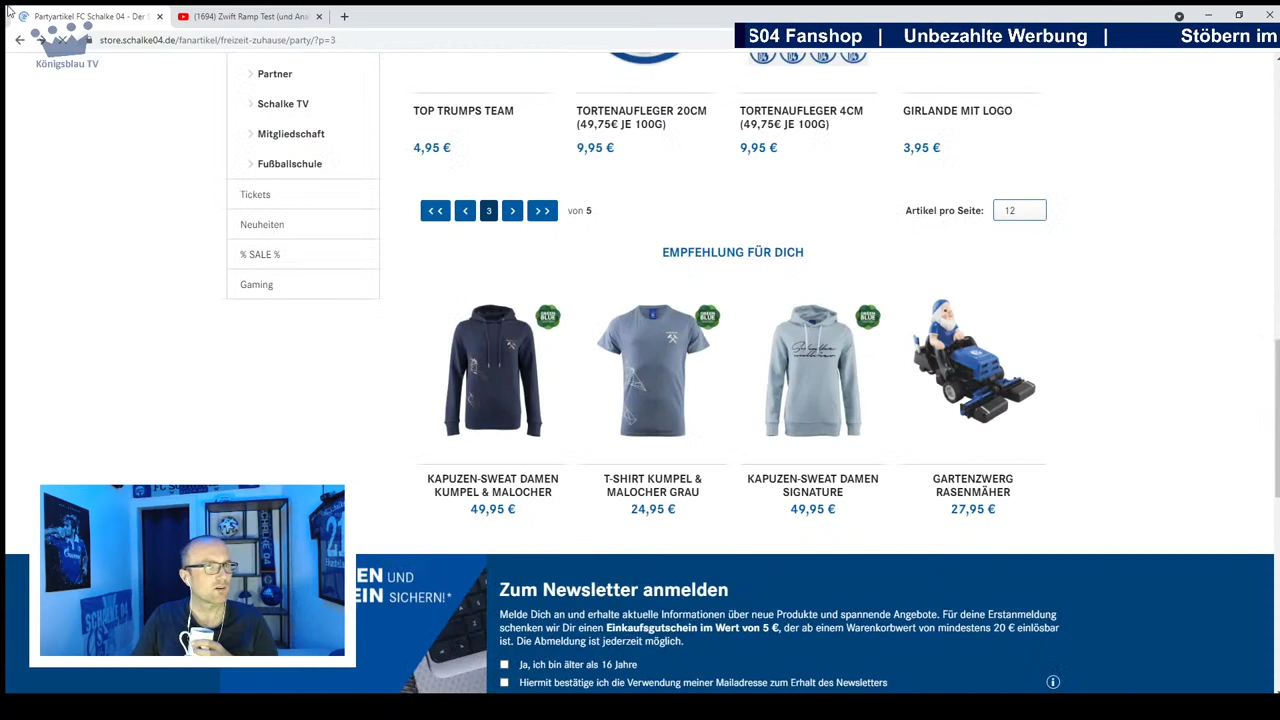 Partyartikel FC Schalke 04 - Der S
(1694) Zwift Ramp Test (und Ana
store.schalke04.de/fanartikel/freizeit-zuhause/party/?p=3
Königsblau TV
S04 Fanshop | Unbezahlte Werbung | Stöbern im
Partner
Schalke TV
Mitgliedschaft
Fußballschule
Tickets
Neuheiten
% SALE %
Gaming
TOP TRUMPS TEAM
4,95 €
TORTENAUFLEGER 20CM
(49,75€ JE 100G)
9,95 €
TORTENAUFLEGER 4CM
(49,75€ JE 100G)
9,95 €
GIRLANDE MIT LOGO
3,95 €
< < < 3 > > > von 5
Artikel pro Seite: 12
EMPFEHLUNG FÜR DICH
KAPUZEN-SWEAT DAMEN
KUMPEL & MALOCHER
49,95 €
T-SHIRT KUMPEL &
MALOCHER GRAU
24,95 €
KAPUZEN-SWEAT DAMEN
SIGNATURE
49,95 €
GARTENZWERG
RASENMÄHER
27,95 €
EN UND
EIN SICHERN!*
Zum Newsletter anmelden
Melde Dich an und erhalte aktuelle Informationen über neue Produkte und spannende Angebote. Für deine Erstanmeldung
schenken wir Dir einen Einkaufsgutschein im Wert von 5 €, der ab einem Warenkorbwert von mindestens 20 € einlösbar
ist. Die Abmeldung ist jederzeit möglich.
Ja, ich bin älter als 16 Jahre
Hiermit bestätige ich die Verwendung meiner Mailadresse zum Erhalt des Newsletters
SCHALKE 04